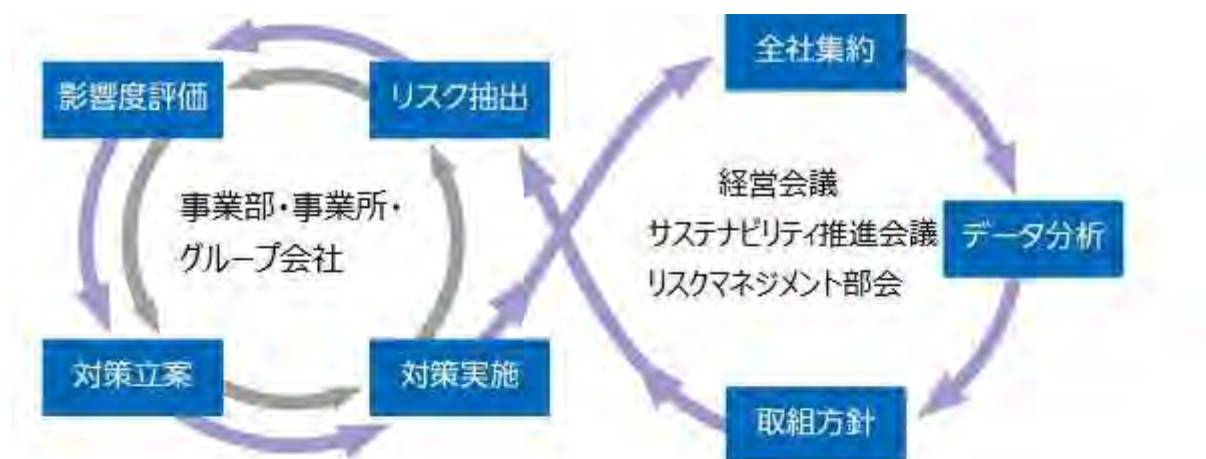 全社集約
影響度評価
リスク抽出
経営会議
サステナビリティ推進会議
リスクマネジメント部会
事業部・事業所・
グループ会社
データ分析
対策立案
対策実施
取組方針